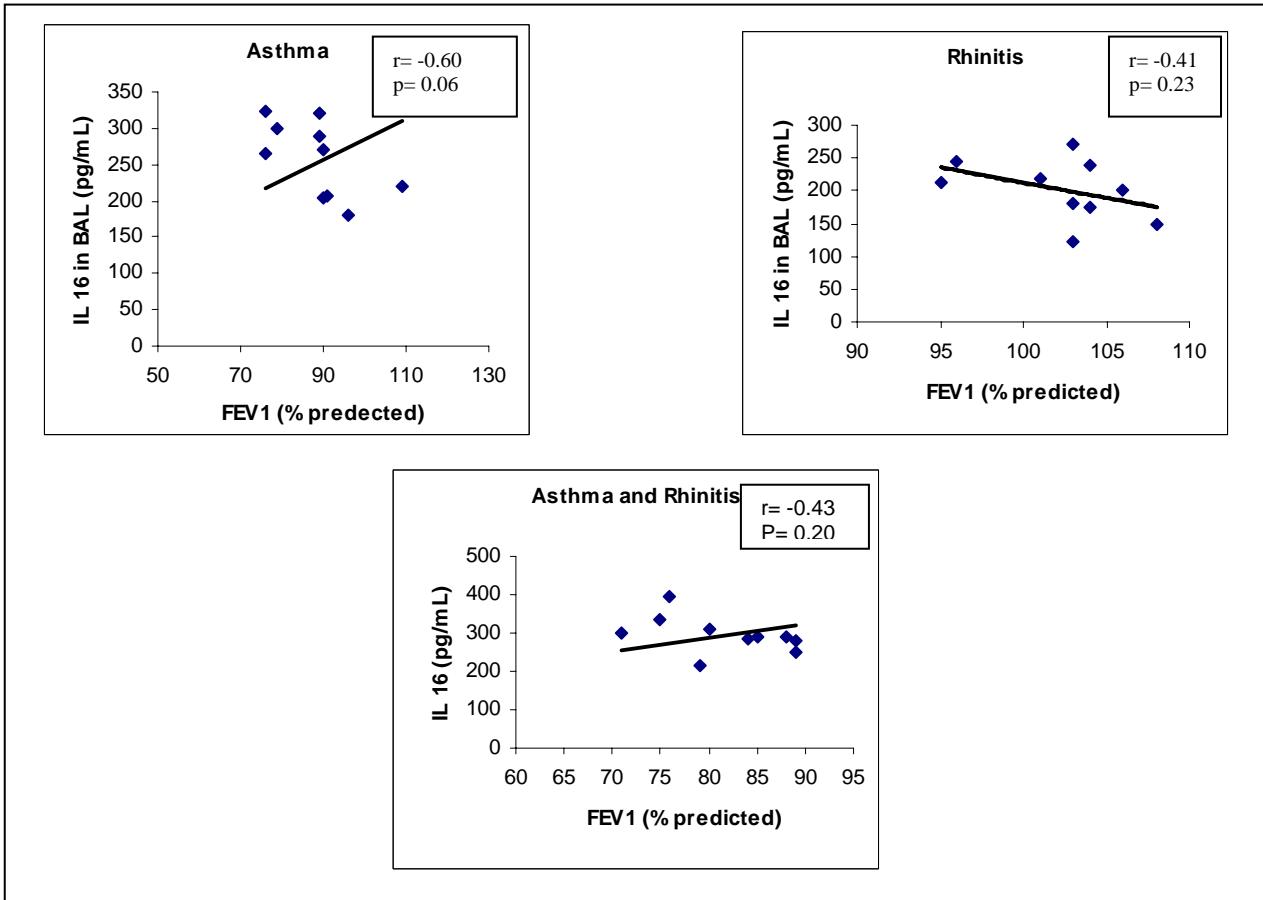 Asthma
r= -0.60
p= 0.06
350
300
250
200
150
100
50
0
IL 16 in BAL (pg/mL)
50 70 90 110 130
FEV1 (% predected)
Rhinitis
r= -0.41
p= 0.23
300
250
200
150
100
50
0
IL 16 in BAL (pg/mL)
90 95 100 105 110
FEV1 (% predicted)
Asthma and Rhinitis
r= -0.43
P= 0.20
500
400
300
200
100
0
IL 16 (pg/mL)
60 65 70 75 80 85 90 95
FEV1 (% predicted)